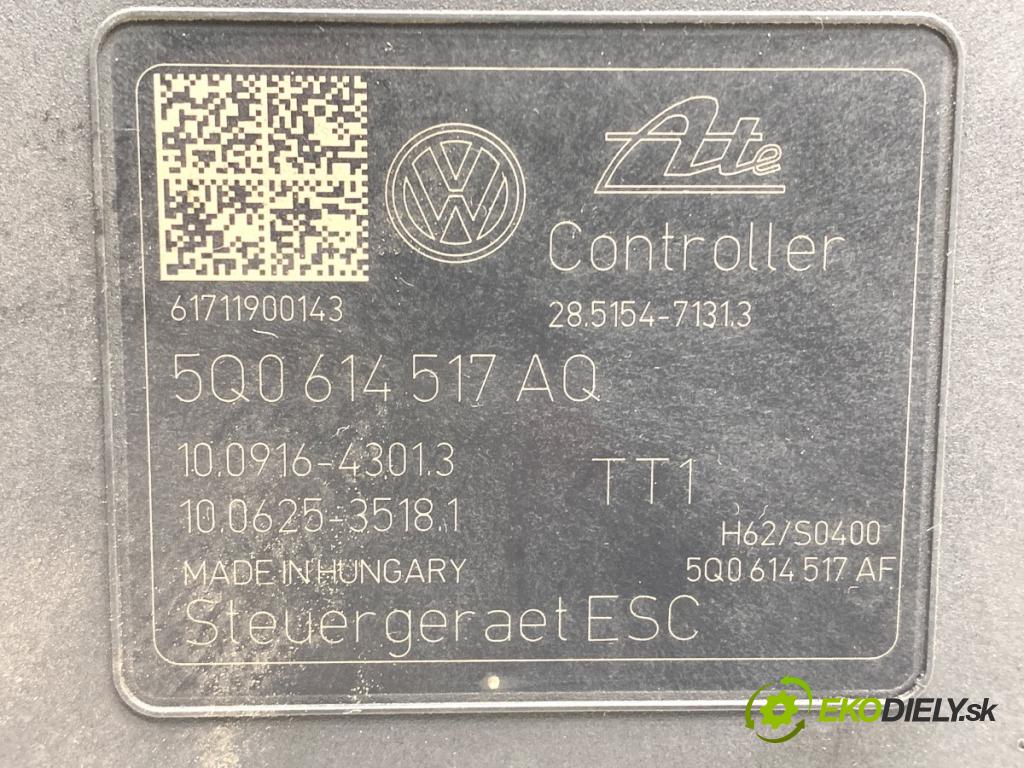 VW
Ate
Controller
61711900143
28.5154-7131.3
5Q0 614 517 AQ
10.0916-4301.3
TT1
10.0625-3518.1
H62/S0400
MADE IN HUNGARY
5Q0 614 517 AF
Steuergeraet ESC
EKODIELY.sk